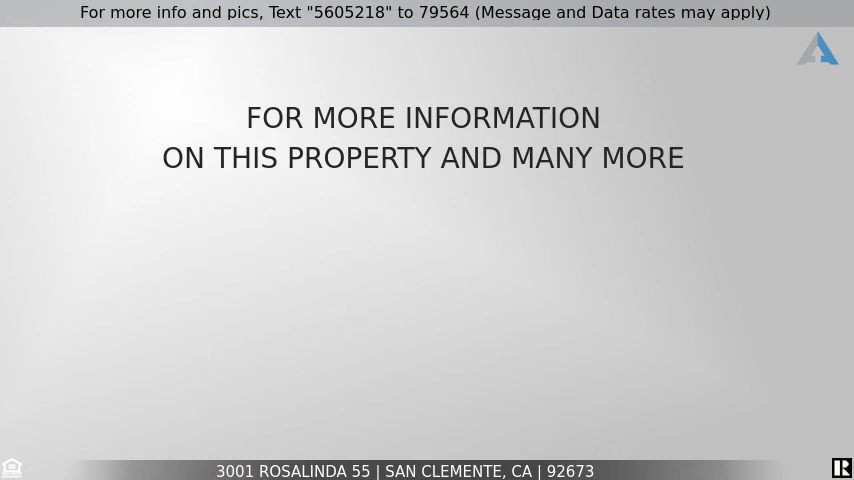 For more info and pics, Text "5605218" to 79564 (Message and Data rates may apply)
FOR MORE INFORMATION
ON THIS PROPERTY AND MANY MORE
3001 ROSALINDA 55 | SAN CLEMENTE, CA | 92673